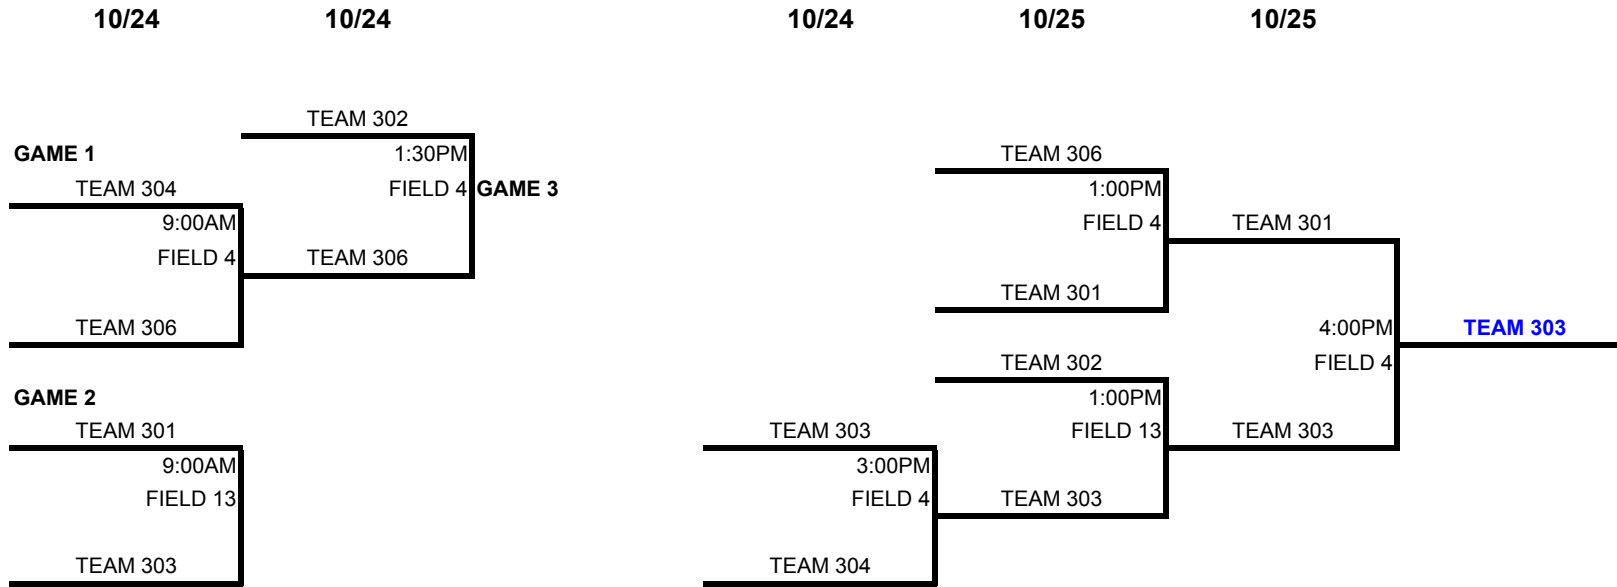 10/24 10/24 10/24 10/25 10/25
TEAM 302
GAME 1 1:30PM TEAM 306
TEAM 304 FIELD 4 GAME 3 1:00PM
9:00AM FIELD 4 TEAM 301
FIELD 4 TEAM 306
TEAM 301
TEAM 306 4:00PM TEAM 303
TEAM 302 FIELD 4
GAME 2 1:00PM
TEAM 301 TEAM 303 FIELD 13 TEAM 303
9:00AM 3:00PM
FIELD 13 FIELD 4 TEAM 303
TEAM 303 TEAM 304